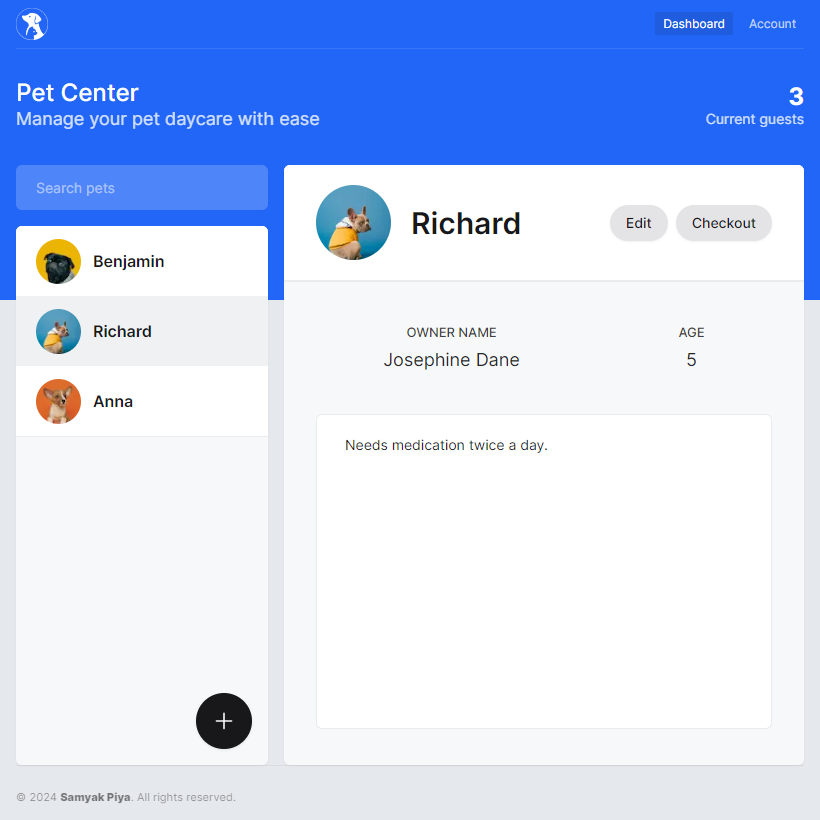 Dashboard
Account
Pet Center
Manage your pet daycare with ease
3
Current guests
Search pets
Benjamin
Richard
Anna
Richard
Edit
Checkout
OWNER NAME
Josephine Dane
AGE
5
Needs medication twice a day.
© 2024 Samyak Piya. All rights reserved.